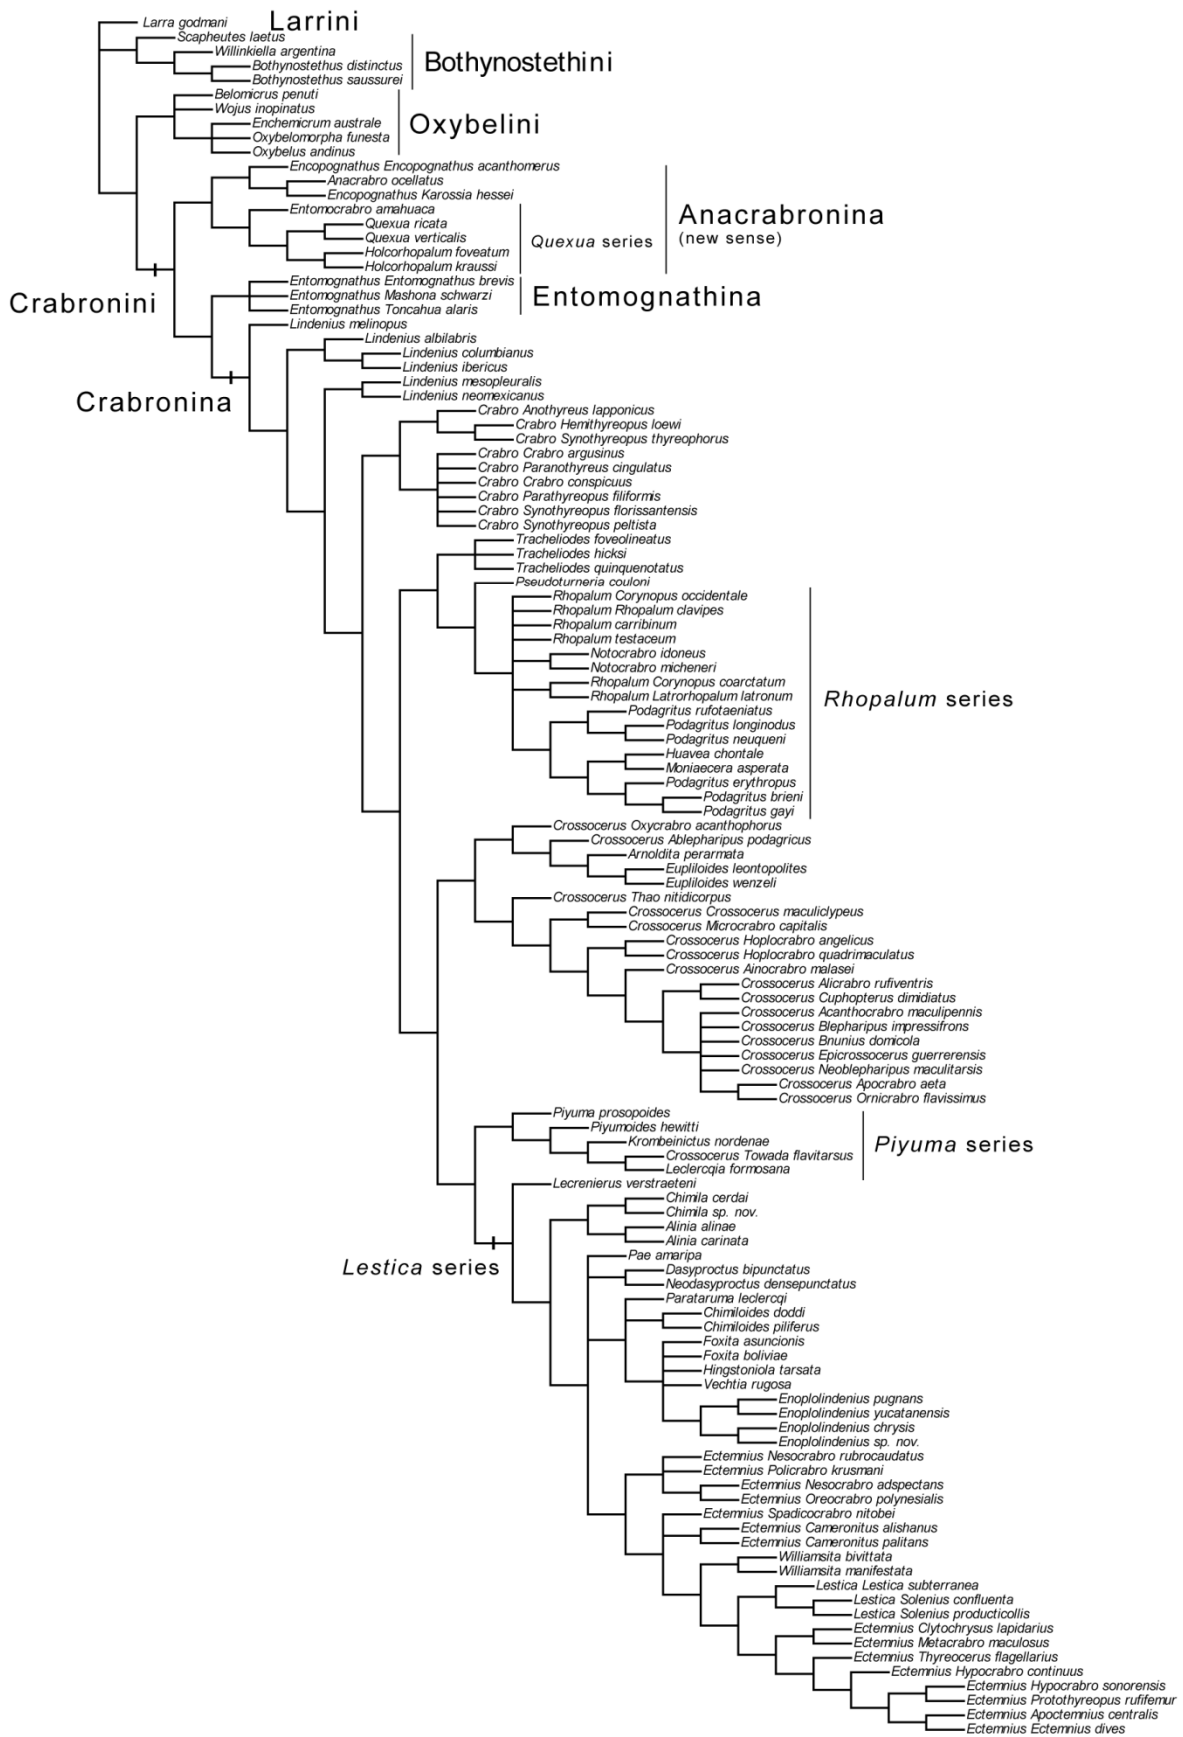 Larra godmani
Larrini
Scapheutes laetus
Willinkiella argentina
Bothynostethus distinctus
Bothynostethus saussurei
Bothynostethini
Belomicrus penuti
Wojus inopinatus
Enchemicrum australe
Oxybelomorpha funesta
Oxybelus andinus
Oxybelini
Encopognathus Encopognathus acanthomerus
Anacrabro ocellatus
Encopognathus Karossia hessei
Entomocrabro amahuaca
Quexua ricata
Quexua verticalis
Holcorhopalum foveatum
Holcorhopalum kraussi
Quexua series
Anacrabronina
(new sense)
Crabronini
Entomognathus Entomognathus brevis
Entomognathus Mashona schwarzi
Entomognathus Toncahua alaris
Entomognathina
Lindenius melinopus
Lindenius albilabris
Lindenius columbianus
Lindenius ibericus
Lindenius mesopleuralis
Lindenius neomexicanus
Crabronina
Crabro Anothyreus lapponicus
Crabro Hemithyreopus loewi
Crabro Synothyreopus thyreophorus
Crabro Crabro argusinus
Crabro Paranothyreus cingulatus
Crabro Crabro conspicuus
Crabro Parathyreopus filiformis
Crabro Synothyreopus florissantensis
Crabro Synothyreopus peltista
Tracheliodes foveolineatus
Tracheliodes hicksi
Tracheliodes quinquenotatus
Pseudoturneria couloni
Rhopalum Corynopus occidentale
Rhopalum Rhopalum clavipes
Rhopalum carribinum
Rhopalum testaceum
Notocrabro idoneus
Notocrabro micheneri
Rhopalum Corynopus coarctatum
Rhopalum Latrorhopalum latronum
Podagritus rufotaeniatus
Podagritus longinodus
Podagritus neuqueni
Huavea chontale
Moniaecera asperata
Podagritus erythropus
Podagritus brieni
Podagritus gayi
Rhopalum series
Crossocerus Oxycrabro acanthophorus
Crossocerus Ablepharipus podagricus
Arnoldita perarmata
Eupliloides leontopolites
Eupliloides wenzeli
Crossocerus Thao nitidicorpus
Crossocerus Crossocerus maculiclypeus
Crossocerus Microcrabro capitalis
Crossocerus Hoplocrabro angelicus
Crossocerus Hoplocrabro quadrimaculatus
Crossocerus Ainocrabro malasei
Crossocerus Alicrabro rufiventris
Crossocerus Cuphopterus dimidiatus
Crossocerus Acanthocrabro maculipennis
Crossocerus Blepharipus impressifrons
Crossocerus Bnunius domicola
Crossocerus Epicrossocerus guerrerensis
Crossocerus Neoblepharipus maculitarsis
Crossocerus Apocrabro aeta
Crossocerus Ornicrabro flavissimus
Piyuma prosopoides
Piyumoides hewitti
Krombeinictus nordenae
Crossocerus Towada flavitarsus
Leclercqia formosana
Piyuma series
Lecrenierus verstraeteni
Chimila cerdai
Chimila sp. nov.
Alinia alinae
Alinia carinata
Lestica series
Pae amaripa
Dasyproctus bipunctatus
Neodasyproctus densepunctatus
Parataruma leclercqi
Chimiloides doddi
Chimiloides piliferus
Foxita asuncionis
Foxita boliviae
Hingstoniola tarsata
Vechtia rugosa
Enoplolindenius pugnans
Enoplolindenius yucatanensis
Enoplolindenius chrysis
Enoplolindenius sp. nov.
Ectemnius Nesocrabro rubrocaudatus
Ectemnius Policrabro krusmani
Ectemnius Nesocrabro adspectans
Ectemnius Oreocrabro polynesialis
Ectemnius Spadicocrabro nitobei
Ectemnius Cameronitus alishanus
Ectemnius Cameronitus palitans
Williamsita bivittata
Williamsita manifestata
Lestica Lestica subterranea
Lestica Solenius confluenta
Lestica Solenius producticollis
Ectemnius Clytochrysus lapidarius
Ectemnius Metacrabro maculosus
Ectemnius Thyreocerus flagellarius
Ectemnius Hypocrabro continuus
Ectemnius Hypocrabro sonorensis
Ectemnius Protothyreopus rufifemur
Ectemnius Apoctemnius centralis
Ectemnius Ectemnius dives